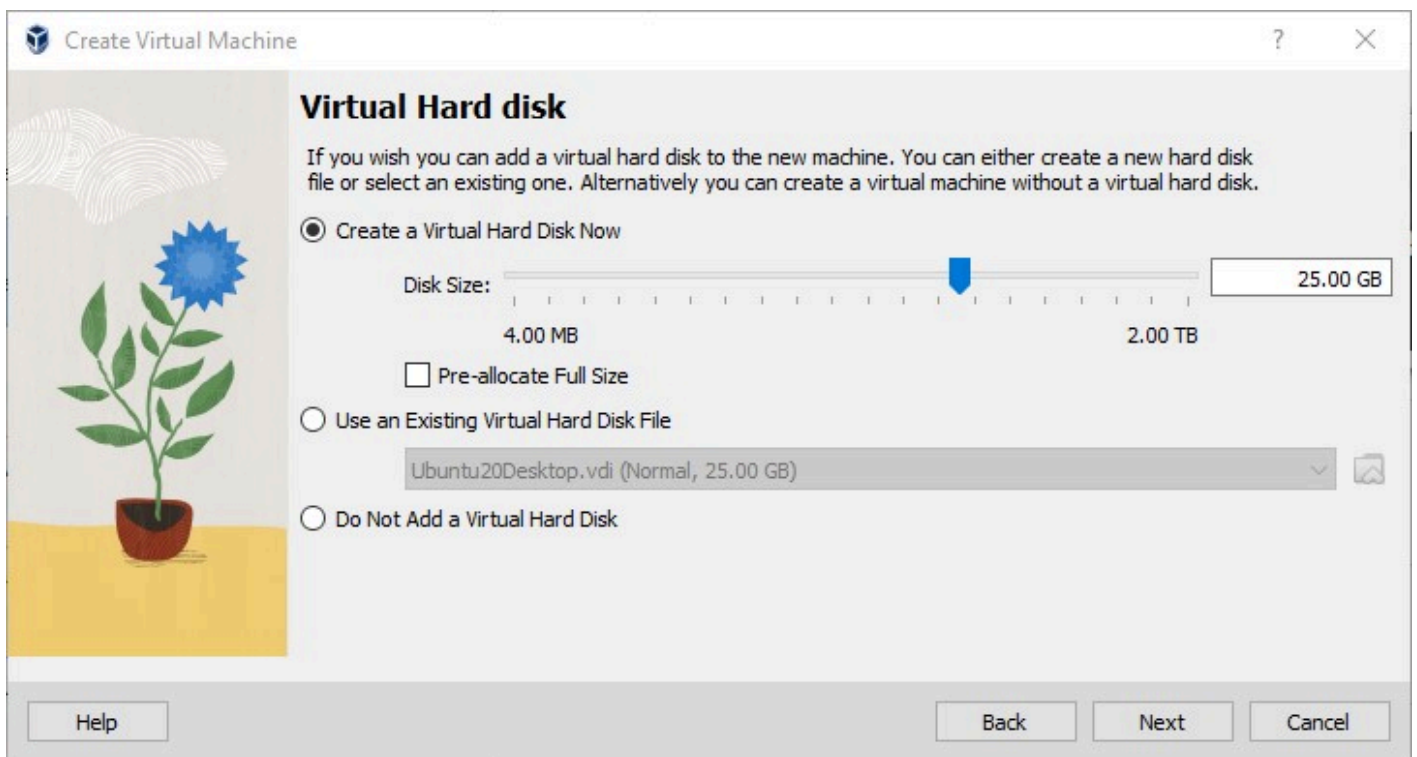 Create Virtual Machine
Virtual Hard disk
If you wish you can add a virtual hard disk to the new machine. You can either create a new hard disk
file or select an existing one. Alternatively you can create a virtual machine without a virtual hard disk.
Create a Virtual Hard Disk Now
Disk Size: 25.00 GB
4.00 MB 2.00 TB
Pre-allocate Full Size
Use an Existing Virtual Hard Disk File
Ubuntu20Desktop.vdi (Normal, 25.00 GB)
Do Not Add a Virtual Hard Disk
Help Back Next Cancel